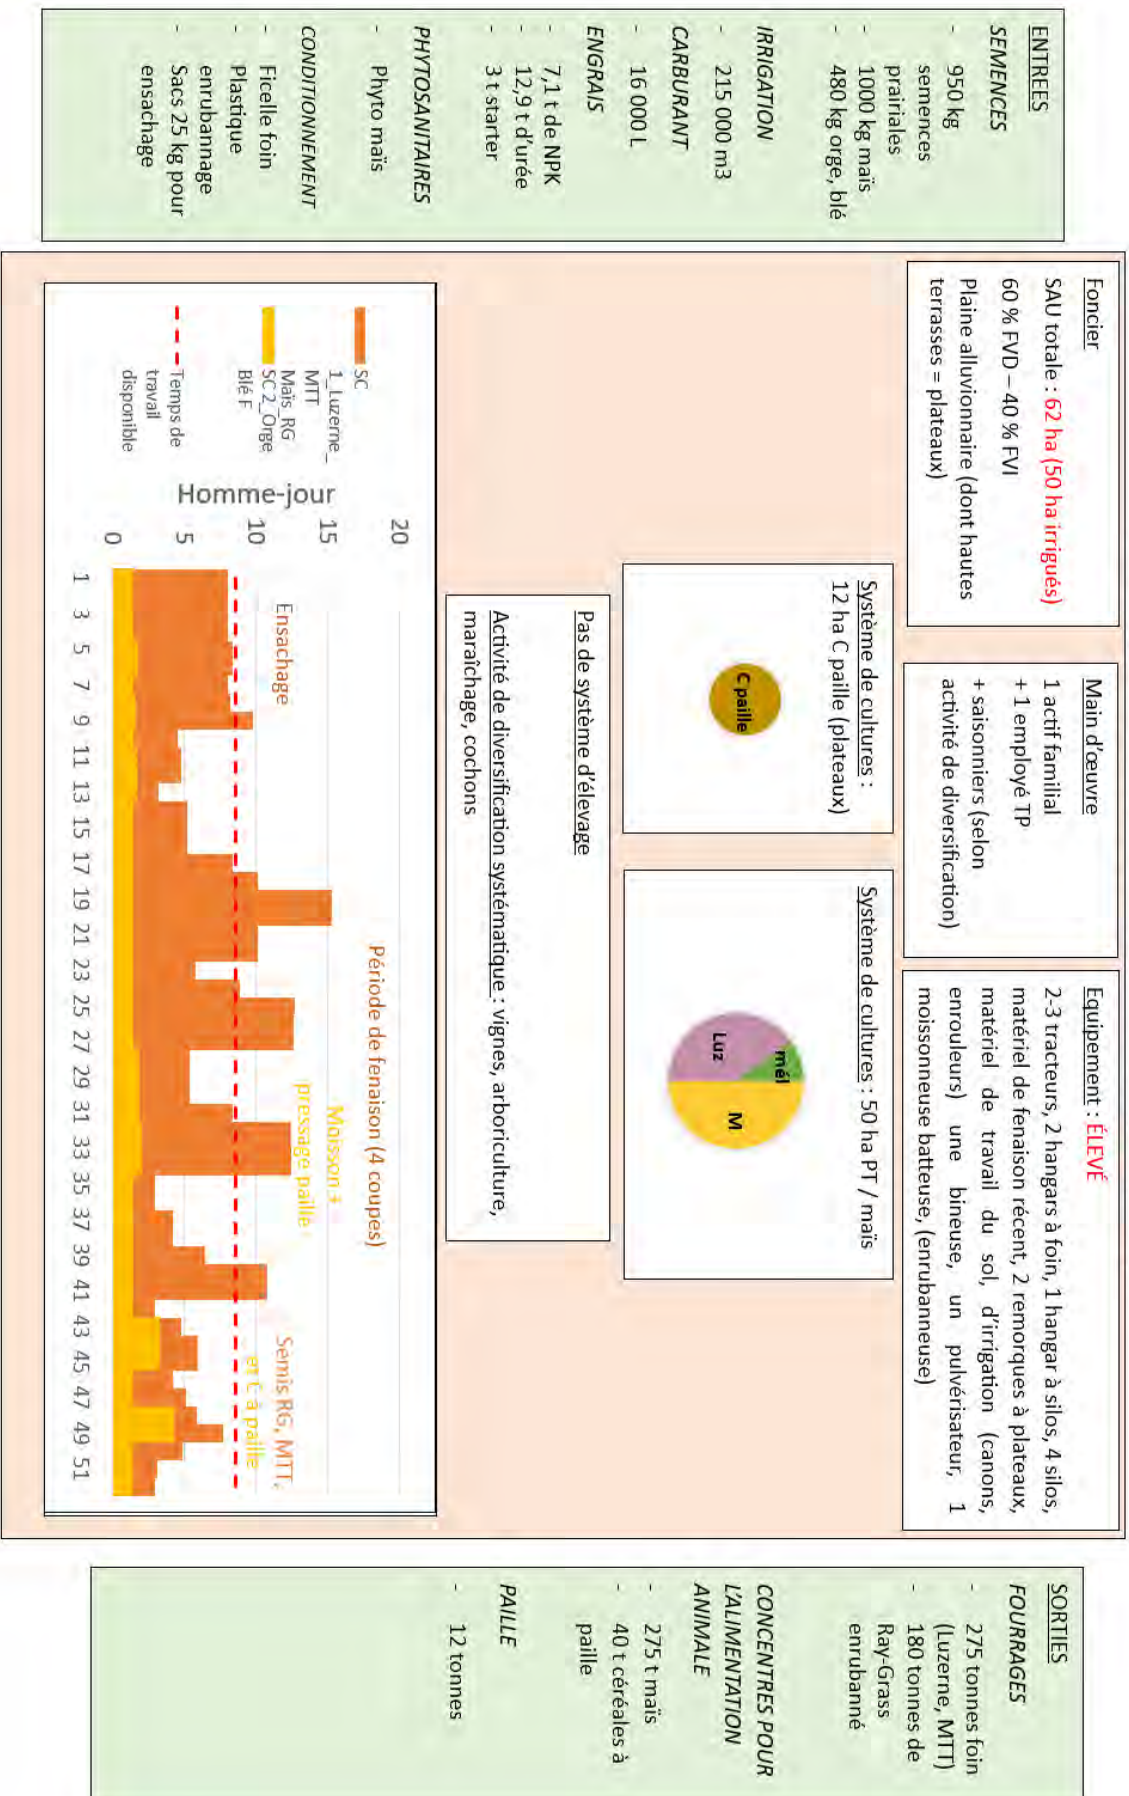 ENTREES
SEMENCES
- 950 kg
semences
prairiales
- 1000 kg maïs
- 480 kg orge, blé
IRRIGATION
- 215 000 m3
CARBURANT
- 16 000 L
ENGRAIS
- 7,1 t de NPK
- 12,9 t d'urée
- 3 t starter
PHYTOSANITAIRES
- Phyto maïs
CONDITIONNEMENT
- Ficelle foin
- Plastique
enrubannage
- Sacs 25 kg pour
ensachage
Foncier
SAU totale : 62 ha (50 ha irrigués)
60 % FVD – 40 % FVI
Plaine alluvionnaire (dont hautes
terrasses = plateaux)
Main d'œuvre
1 actif familial
+ 1 employé TP
+ saisonniers (selon
activité de diversification)
Equipement : ÉLEVÉ
2-3 tracteurs, 2 hangars à foin, 1 hangar à silos, 4 silos,
matériel de fenaison récent, 2 remorques à plateaux,
matériel de travail du sol, d'irrigation (canons,
enrouleurs) une bineuse, un pulvérisateur, 1
moissonneuse batteuse, (enrubanneuse)
Système de cultures :
12 ha C paille (plateaux)
C paille
Système de cultures : 50 ha PT / maïs
mél
Luz
M
Pas de système d'élevage
Activité de diversification systématique : vignes, arboriculture,
maraîchage, cochons
SC
1_Luzerne_
MTT
Maïs_RG
SC2_Orge
Blé F
Temps de
travail
disponible
Homme-jour
20
15
10
5
0
Ensachage
Période de fenaison (4 coupes)
Moisson +
pressage paille
Semis RG, MTT,
et C à paille
1 3 5 7 9 11 13 15 17 19 21 23 25 27 29 31 33 35 37 39 41 43 45 47 49 51
SORTIES
FOURRAGES
- 275 tonnes foin
(Luzerne, MTT)
- 180 tonnes de
Ray-Grass
enrubanné
CONCENTRES POUR
L'ALIMENTATION
ANIMALE
- 275 t maïs
- 40 t céréales à
paille
PAILLE
- 12 tonnes